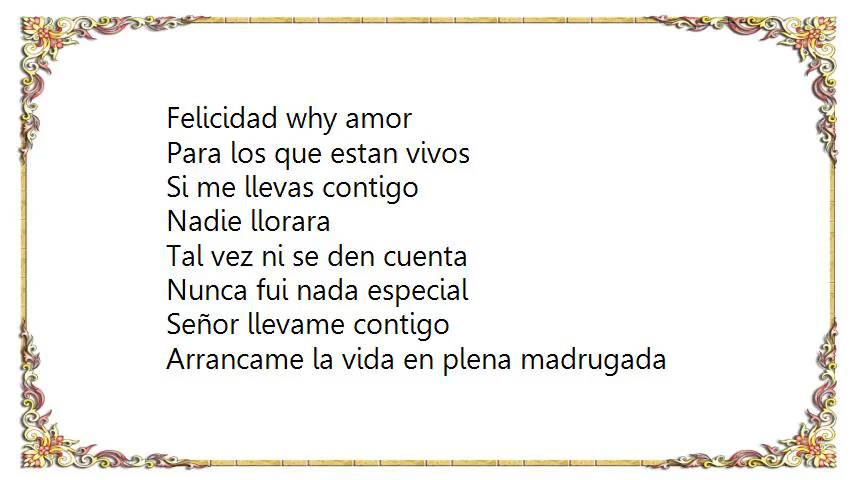 Felicidad why amor
Para los que estan vivos
Si me llevas contigo
Nadie llorara
Tal vez ni se den cuenta
Nunca fui nada especial
Señor llevame contigo
Arrancame la vida en plena madrugada